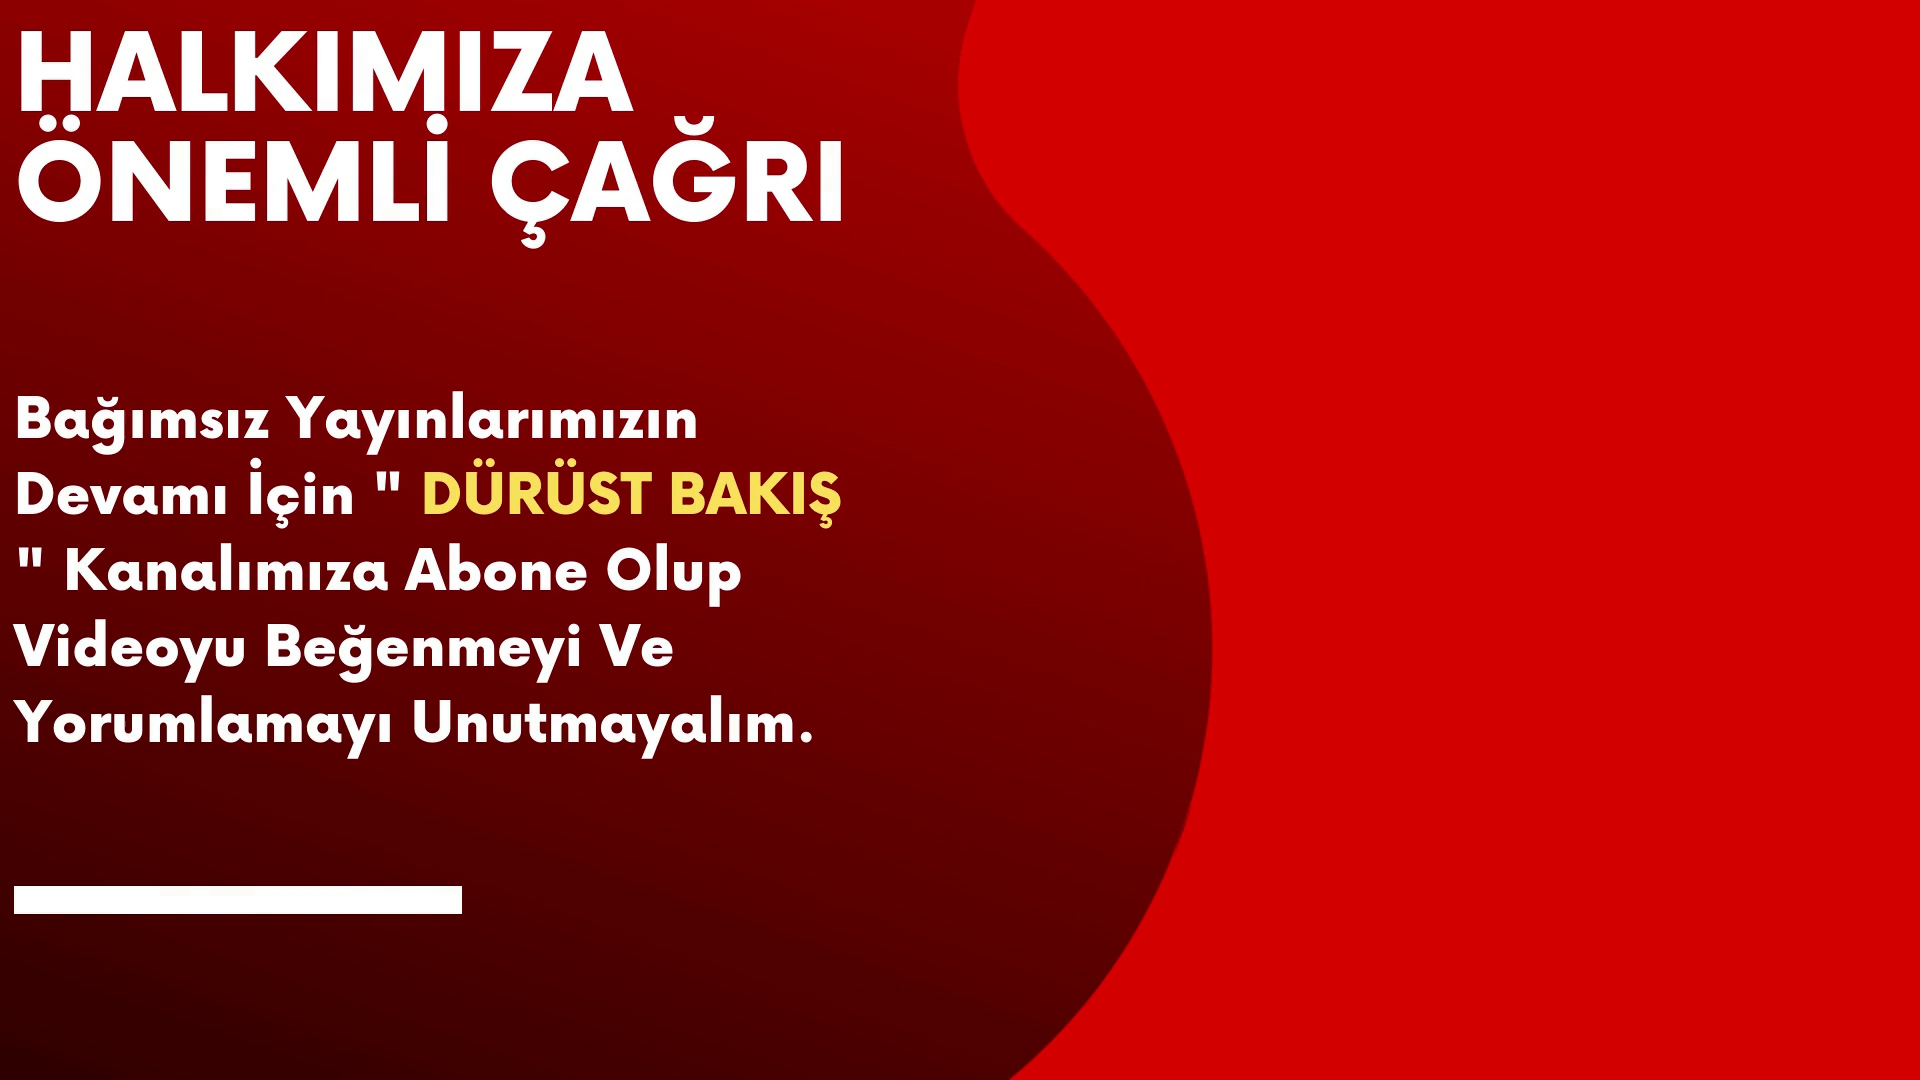 HALKIMIZA
ÖNEMLİ ÇAĞRI
Bağımsız Yayınlarımızın
Devamı İçin " DÜRÜST BAKIŞ
" Kanalımıza Abone Olup
Videoyu Beğenmeyi Ve
Yorumlamayı Unutmayalım.